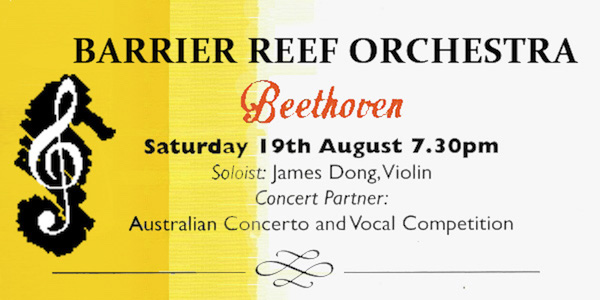 BARRIER REEF ORCHESTRA
Beethoven
Saturday 19th August 7.30pm
Soloist: James Dong, Violin
Concert Partner:
Australian Concerto and Vocal Competition